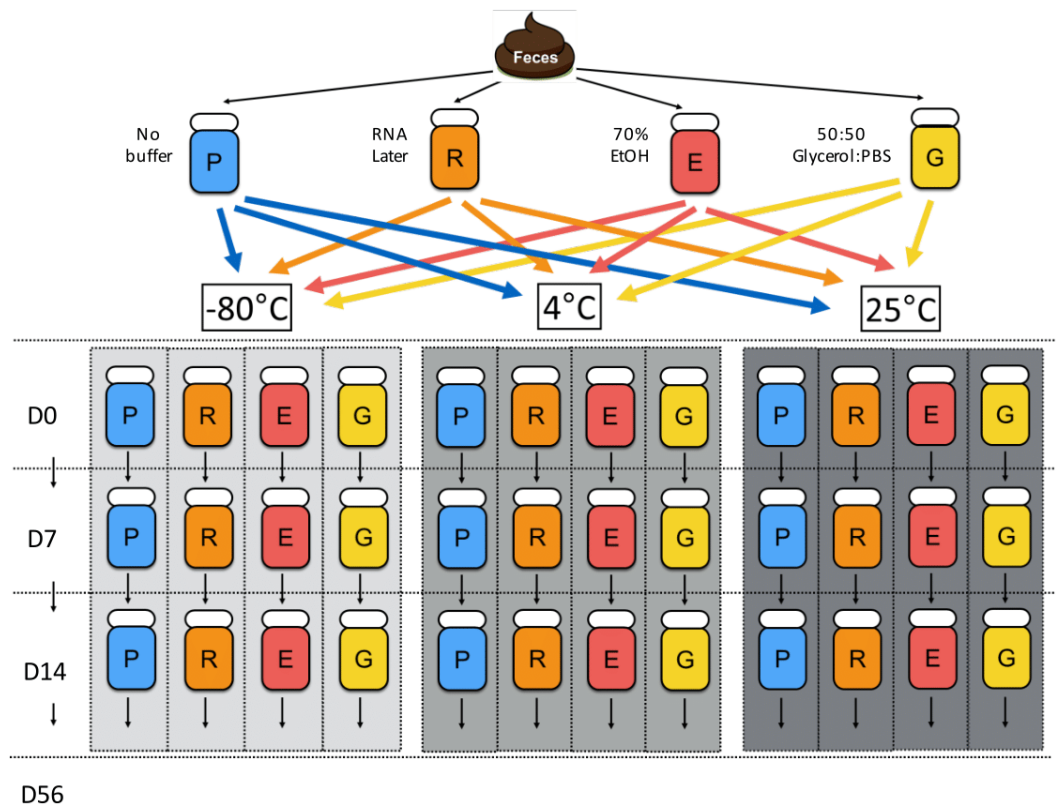 Feces
No
buffer
P
RNA
Later
R
70%
EtOH
E
50:50
Glycerol:PBS
G
-80°C
4°C
25°C
D0
P R E G P R E G P R E G
D7
P R E G P R E G P R E G
D14
P R E G P R E G P R E G
D56